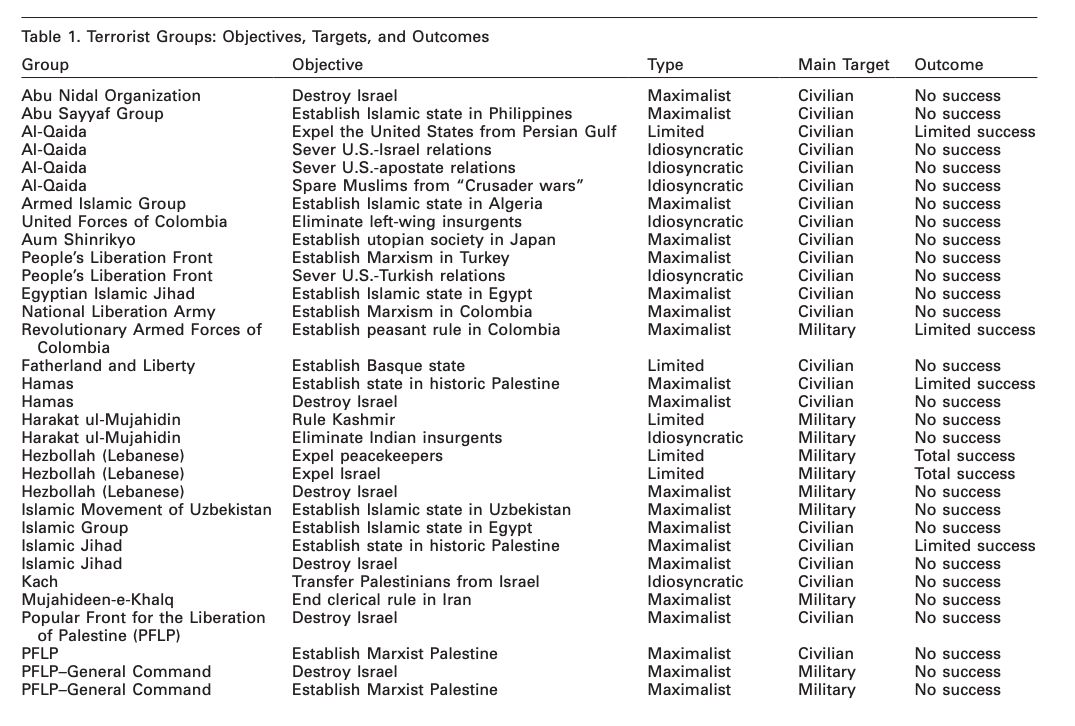 Table 1. Terrorist Groups: Objectives, Targets, and Outcomes
Group Objective Type Main Target Outcome
Abu Nidal Organization Destroy Israel Maximalist Civilian No success
Abu Sayyaf Group Establish Islamic state in Philippines Maximalist Civilian No success
Al-Qaida Expel the United States from Persian Gulf Limited Civilian Limited success
Al-Qaida Sever U.S.-Israel relations Idiosyncratic Civilian No success
Al-Qaida Sever U.S.-apostate relations Idiosyncratic Civilian No success
Al-Qaida Spare Muslims from “Crusader wars” Idiosyncratic Civilian No success
Armed Islamic Group Establish Islamic state in Algeria Maximalist Civilian No success
United Forces of Colombia Eliminate left-wing insurgents Idiosyncratic Civilian No success
Aum Shinrikyo Establish utopian society in Japan Maximalist Civilian No success
People’s Liberation Front Establish Marxism in Turkey Maximalist Civilian No success
People’s Liberation Front Sever U.S.-Turkish relations Idiosyncratic Civilian No success
Egyptian Islamic Jihad Establish Islamic state in Egypt Maximalist Civilian No success
National Liberation Army Establish Marxism in Colombia Maximalist Civilian No success
Revolutionary Armed Forces of Establish peasant rule in Colombia Maximalist Military Limited success
Colombia
Fatherland and Liberty Establish Basque state Limited Civilian No success
Hamas Establish state in historic Palestine Maximalist Civilian Limited success
Hamas Destroy Israel Maximalist Civilian No success
Harakat ul-Mujahidin Rule Kashmir Limited Military No success
Harakat ul-Mujahidin Eliminate Indian insurgents Idiosyncratic Military No success
Hezbollah (Lebanese) Expel peacekeepers Limited Military Total success
Hezbollah (Lebanese) Expel Israel Limited Military Total success
Hezbollah (Lebanese) Destroy Israel Maximalist Military No success
Islamic Movement of Uzbekistan Establish Islamic state in Uzbekistan Maximalist Military No success
Islamic Group Establish Islamic state in Egypt Maximalist Civilian No success
Islamic Jihad Establish state in historic Palestine Maximalist Civilian Limited success
Islamic Jihad Destroy Israel Maximalist Civilian No success
Kach Transfer Palestinians from Israel Idiosyncratic Civilian No success
Mujahideen-e-Khalq End clerical rule in Iran Maximalist Military No success
Popular Front for the Liberation Destroy Israel Maximalist Civilian No success
of Palestine (PFLP)
PFLP Establish Marxist Palestine Maximalist Civilian No success
PFLP–General Command Destroy Israel Maximalist Military No success
PFLP–General Command Establish Marxist Palestine Maximalist Military No success